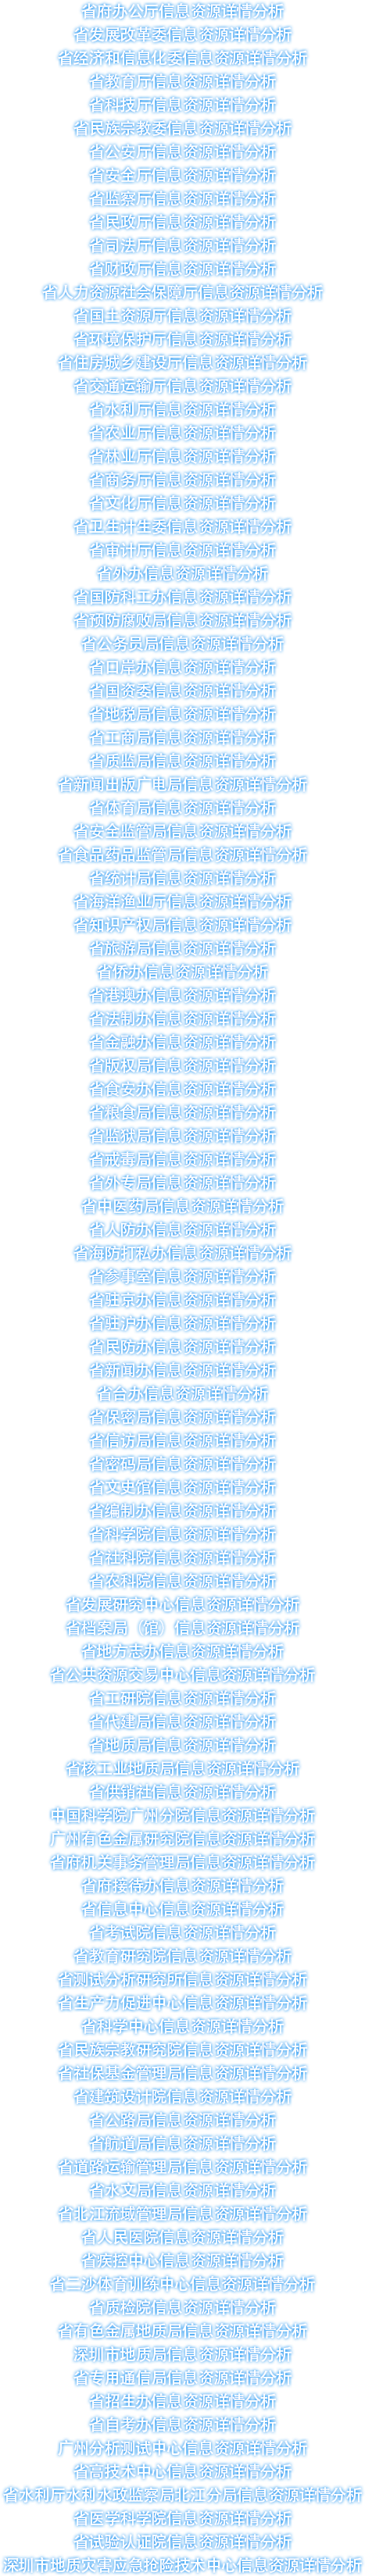 省府办公厅信息资源详情分析
省发展改革委信息资源详情分析
省经济和信息化委信息资源详情分析
省教育厅信息资源详情分析
省科技厅信息资源详情分析
省民族宗教委信息资源详情分析
省公安厅信息资源详情分析
省安全厅信息资源详情分析
省监察厅信息资源详情分析
省民政厅信息资源详情分析
省司法厅信息资源详情分析
省财政厅信息资源详情分析
省人力资源社会保障厅信息资源详情分析
省国土资源厅信息资源详情分析
省环境保护厅信息资源详情分析
省住房城乡建设厅信息资源详情分析
省交通运输厅信息资源详情分析
省水利厅信息资源详情分析
省农业厅信息资源详情分析
省林业厅信息资源详情分析
省商务厅信息资源详情分析
省文化厅信息资源详情分析
省卫生计生委信息资源详情分析
省审计厅信息资源详情分析
省外办信息资源详情分析
省国防科工办信息资源详情分析
省预防腐败局信息资源详情分析
省公务员局信息资源详情分析
省口岸办信息资源详情分析
省国资委信息资源详情分析
省地税局信息资源详情分析
省工商局信息资源详情分析
省质监局信息资源详情分析
省新闻出版广电局信息资源详情分析
省体育局信息资源详情分析
省安全监管局信息资源详情分析
省食品药品监管局信息资源详情分析
省统计局信息资源详情分析
省海洋渔业厅信息资源详情分析
省知识产权局信息资源详情分析
省旅游局信息资源详情分析
省侨办信息资源详情分析
省港澳办信息资源详情分析
省法制办信息资源详情分析
省金融办信息资源详情分析
省版权局信息资源详情分析
省食安办信息资源详情分析
省粮食局信息资源详情分析
省监狱局信息资源详情分析
省戒毒局信息资源详情分析
省外专局信息资源详情分析
省中医药局信息资源详情分析
省人防办信息资源详情分析
省海防打私办信息资源详情分析
省参事室信息资源详情分析
省驻京办信息资源详情分析
省驻沪办信息资源详情分析
省民防办信息资源详情分析
省新闻办信息资源详情分析
省台办信息资源详情分析
省保密局信息资源详情分析
省信访局信息资源详情分析
省密码局信息资源详情分析
省文史馆信息资源详情分析
省编制办信息资源详情分析
省科学院信息资源详情分析
省社科院信息资源详情分析
省农科院信息资源详情分析
省发展研究中心信息资源详情分析
省档案局（馆）信息资源详情分析
省地方志办信息资源详情分析
省公共资源交易中心信息资源详情分析
省工研院信息资源详情分析
省代建局信息资源详情分析
省地质局信息资源详情分析
省核工业地质局信息资源详情分析
省供销社信息资源详情分析
中国科学院广州分院信息资源详情分析
广州有色金属研究院信息资源详情分析
省府机关事务管理局信息资源详情分析
省府接待办信息资源详情分析
省信息中心信息资源详情分析
省考试院信息资源详情分析
省教育研究院信息资源详情分析
省测试分析研究所信息资源详情分析
省生产力促进中心信息资源详情分析
省科学中心信息资源详情分析
省民族宗教研究院信息资源详情分析
省社保基金管理局信息资源详情分析
省建筑设计院信息资源详情分析
省公路局信息资源详情分析
省航道局信息资源详情分析
省道路运输管理局信息资源详情分析
省水文局信息资源详情分析
省北江流域管理局信息资源详情分析
省人民医院信息资源详情分析
省疾控中心信息资源详情分析
省二沙体育训练中心信息资源详情分析
省质检院信息资源详情分析
省有色金属地质局信息资源详情分析
深圳市地质局信息资源详情分析
省专用通信局信息资源详情分析
省招生办信息资源详情分析
省自考办信息资源详情分析
广州分析测试中心信息资源详情分析
省高技术中心信息资源详情分析
省水利厅水利水政监察局北江分局信息资源详情分析
省医学科学院信息资源详情分析
省试验认证院信息资源详情分析
深圳市地质灾害应急抢险技术中心信息资源详情分析